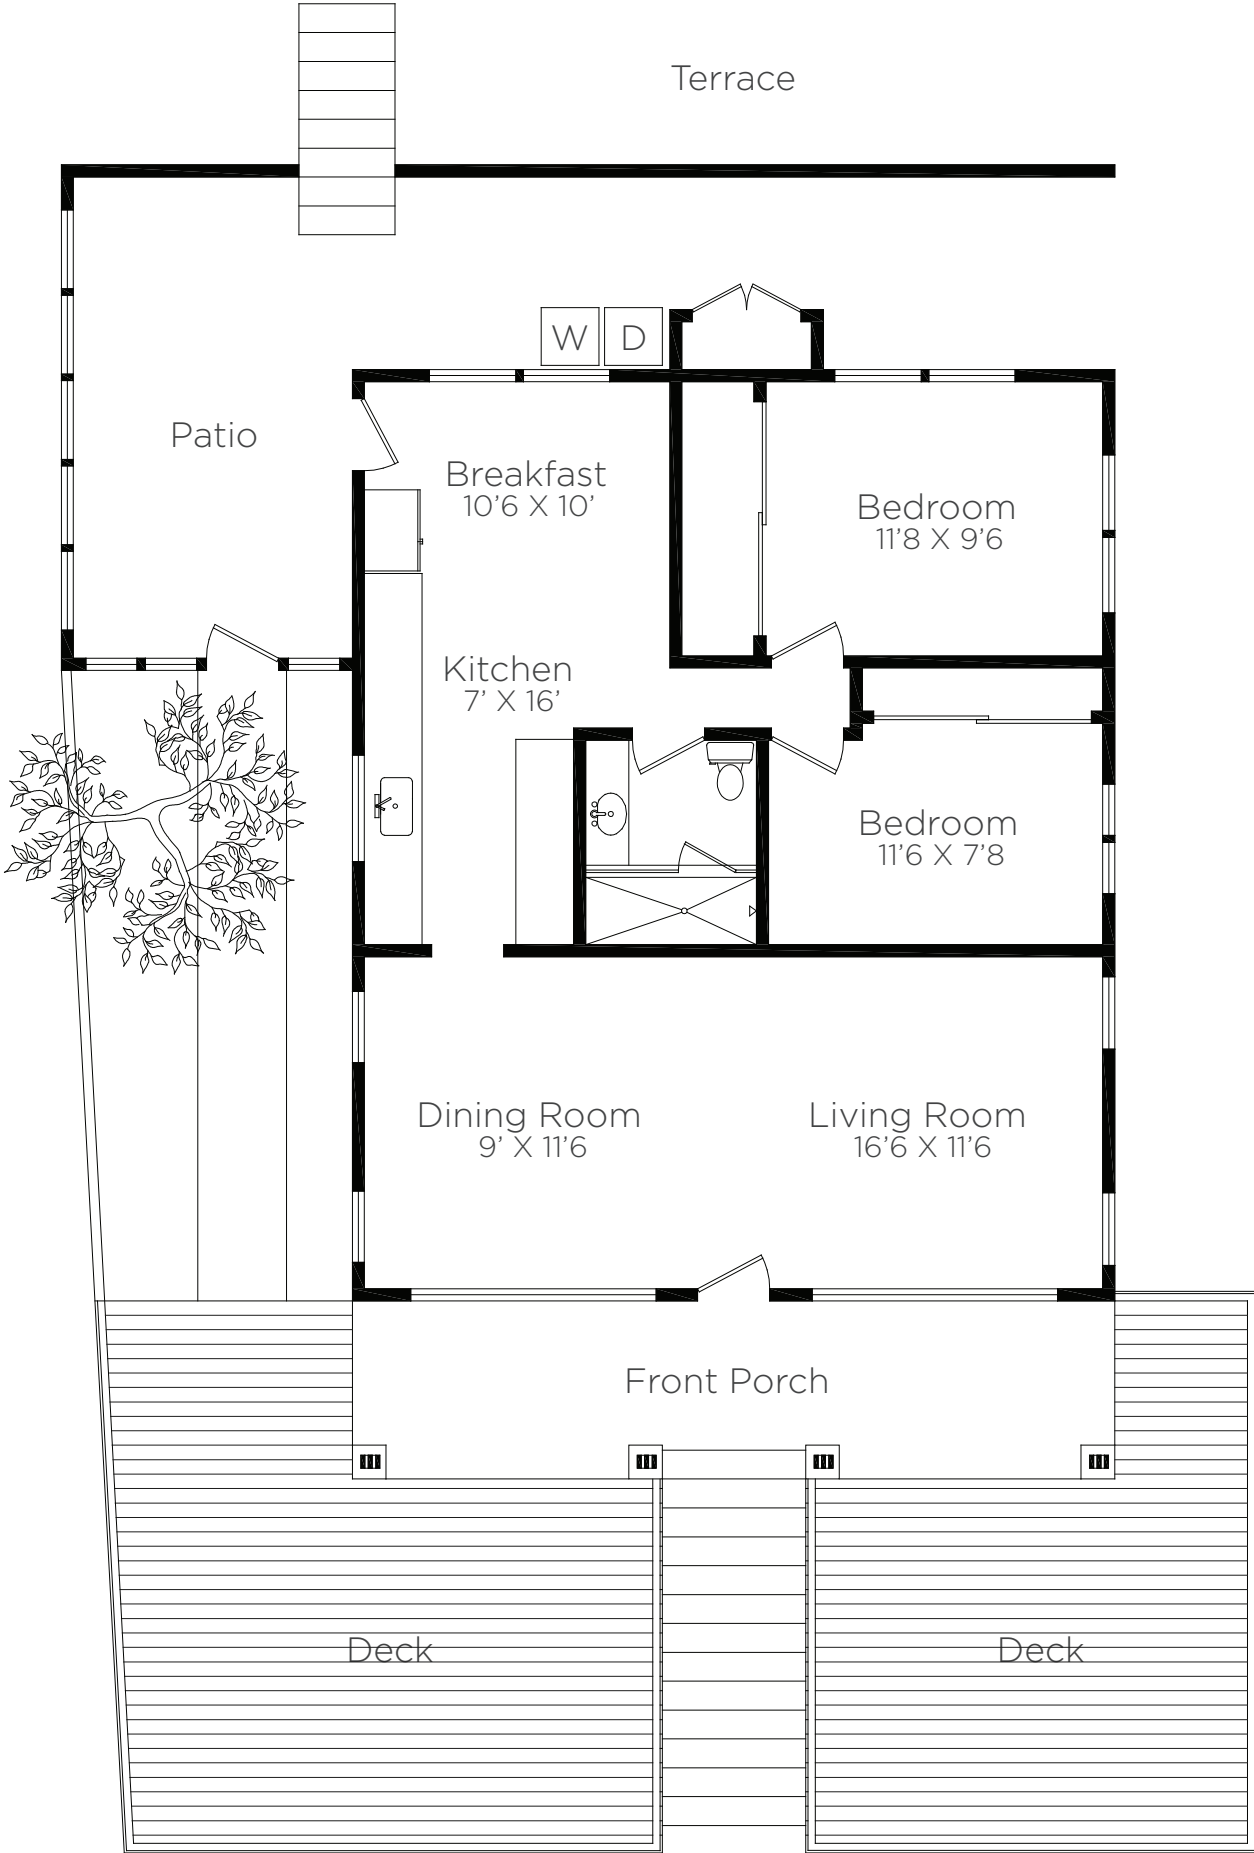 Terrace
W D
Patio
Breakfast
10’6 X 10’
Bedroom
11’8 X 9’6
Kitchen
7’ X 16’
Bedroom
11’6 X 7’8
Dining Room
9’ X 11’6
Living Room
16’6 X 11’6
Front Porch
Deck
Deck